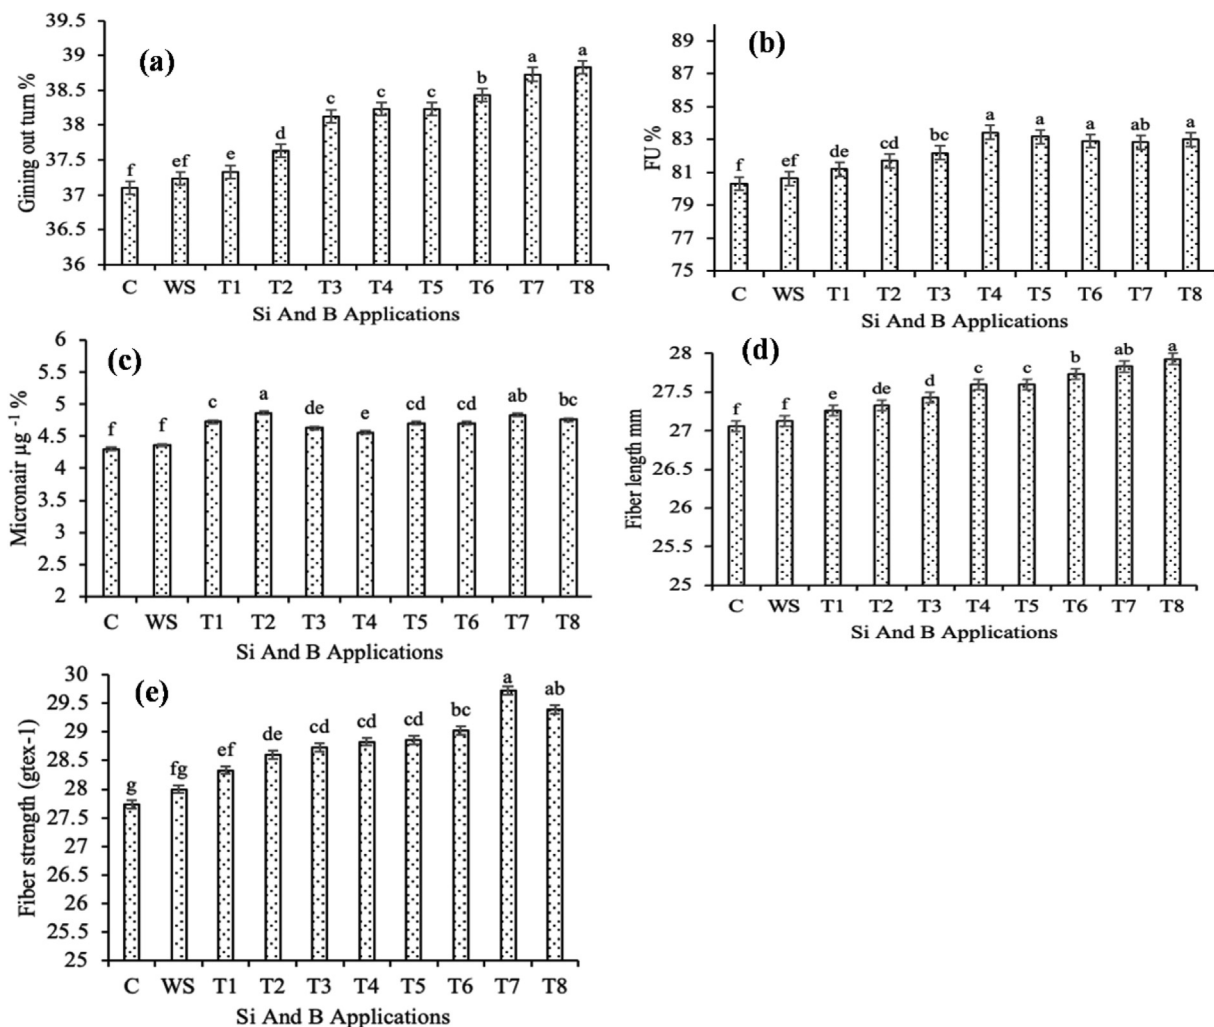 (a)
Gining out turn %
39.5
39
38.5
38
37.5
37
36.5
36
f ef e d c c c b a a
C WS T1 T2 T3 T4 T5 T6 T7 T8
Si And B Applications
(b)
FU %
89
87
85
83
81
79
77
75
f ef de cd bc a a a ab a
C WS T1 T2 T3 T4 T5 T6 T7 T8
Si And B Applications
(c)
Micronair µg -1 %
6
5.5
5
4.5
4
3.5
3
2.5
2
f f c a de e cd cd ab bc
C WS T1 T2 T3 T4 T5 T6 T7 T8
Si And B Applications
(d)
Fiber length mm
28
27.5
27
26.5
26
25.5
25
f f e de d c c b ab a
C WS T1 T2 T3 T4 T5 T6 T7 T8
Si And B Applications
(e)
Fiber strength (gtex-1)
30
29.5
29
28.5
28
27.5
27
26.5
26
25.5
25
g fg ef de cd cd cd bc a ab
C WS T1 T2 T3 T4 T5 T6 T7 T8
Si And B Applications